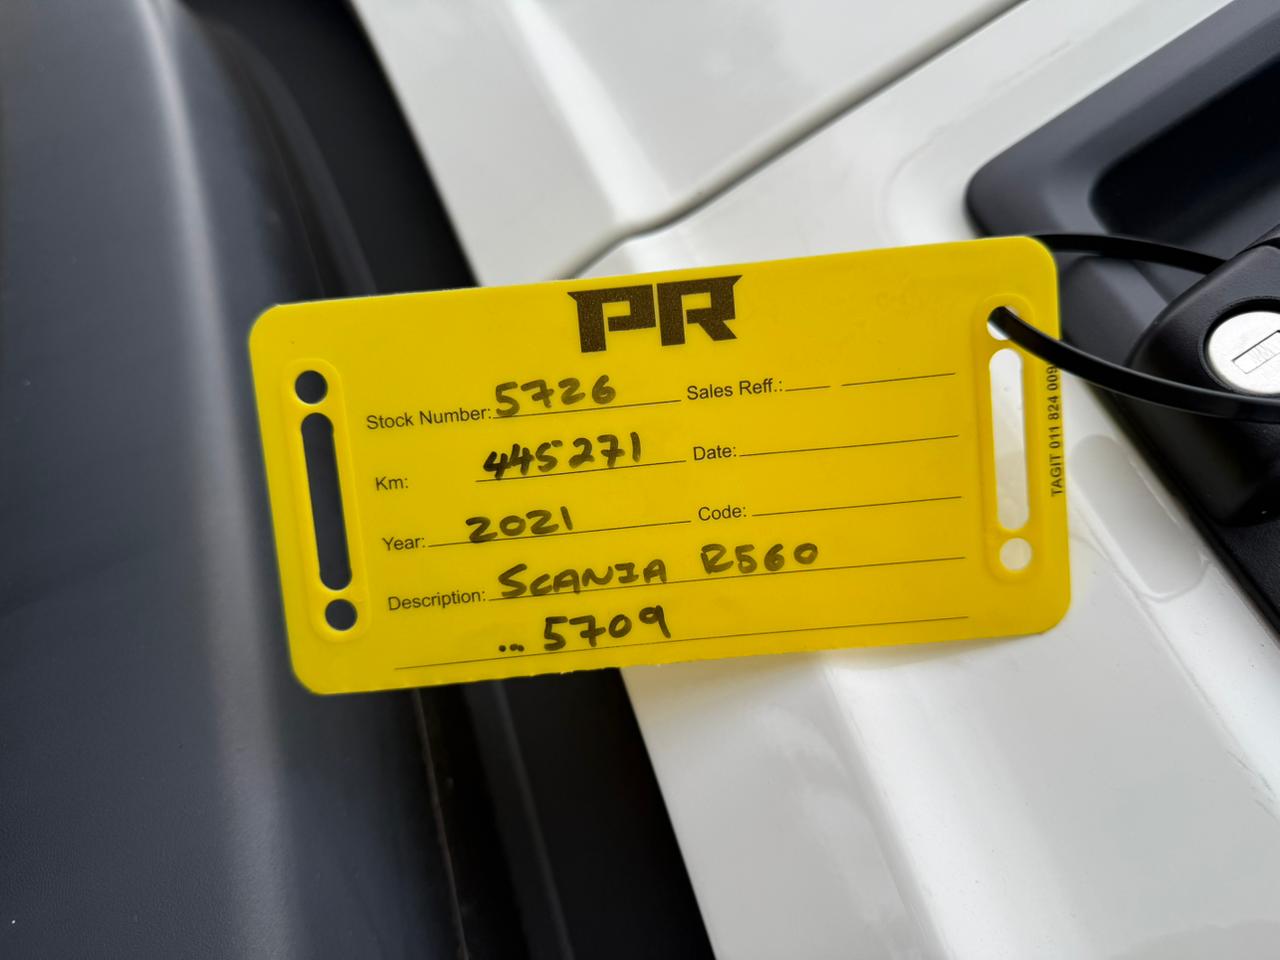 PR
Stock Number: 5726 Sales Reff.:
Km: 445271 Date:
Year: 2021 Code:
Description: SCANIA R560
... 5709
TAGIT 011 824 009